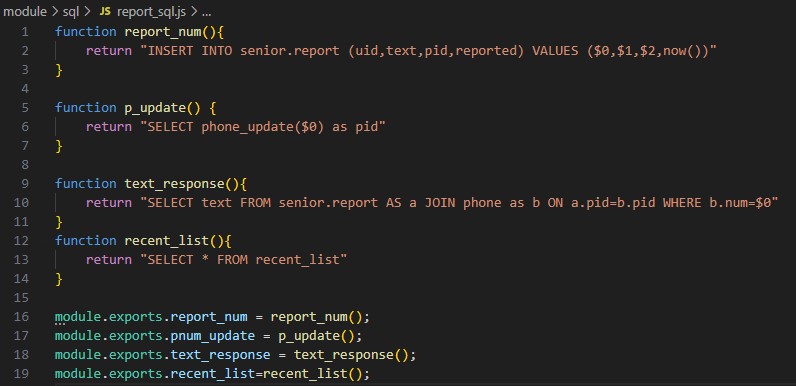 module > sql > JS report_sql.js > ...
1 function report_num(){
2     return "INSERT INTO senior.report (uid,text,pid,reported) VALUES ($0,$1,$2,now())"
3 }
4
5 function p_update() {
6     return "SELECT phone_update($0) as pid"
7 }
8
9 function text_response(){
10     return "SELECT text FROM senior.report AS a JOIN phone as b ON a.pid=b.pid WHERE b.num=$0"
11 }
12 function recent_list(){
13     return "SELECT * FROM recent_list"
14 }
15
16 module.exports.report_num = report_num();
17 module.exports.pnum_update = p_update();
18 module.exports.text_response = text_response();
19 module.exports.recent_list=recent_list();